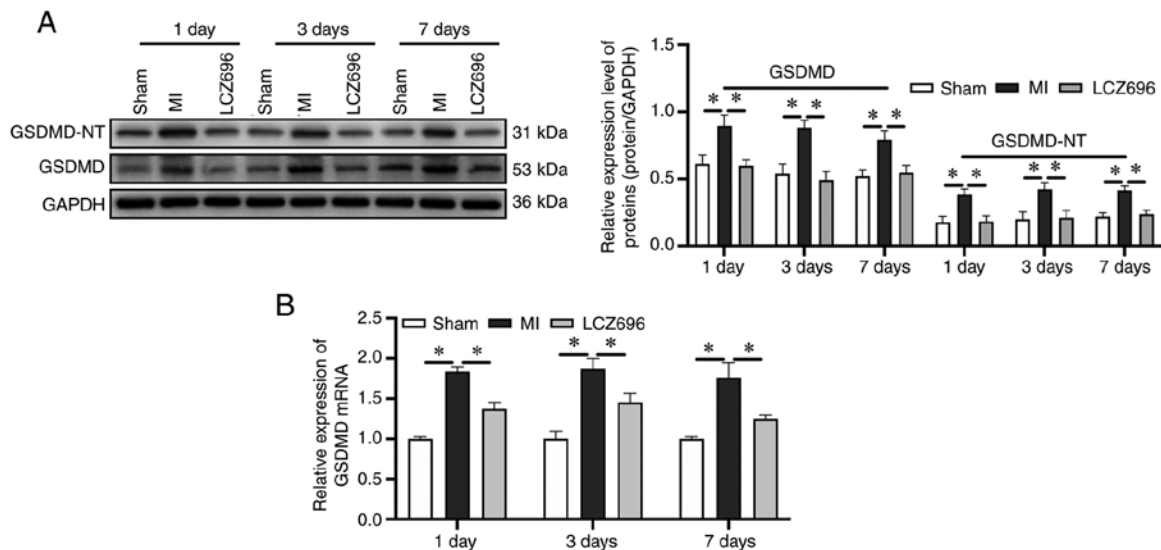 A
1 day 3 days 7 days
Sham MI LCZ696 Sham MI LCZ696 Sham MI LCZ696
GSDMD-NT 31 kDa
GSDMD 53 kDa
GAPDH 36 kDa
Relative expression level of
proteins (protein/GAPDH)
1.5
1.0
0.5
0.0
GSDMD
Sham MI LCZ696
* * * * * *
GSDMD-NT
* * * * * *
1 day 3 days 7 days 1 day 3 days 7 days
B
Relative expression of
GSDMD mRNA
2.5
2.0
1.5
1.0
0.5
0.0
Sham MI LCZ696
* * * * * *
1 day 3 days 7 days